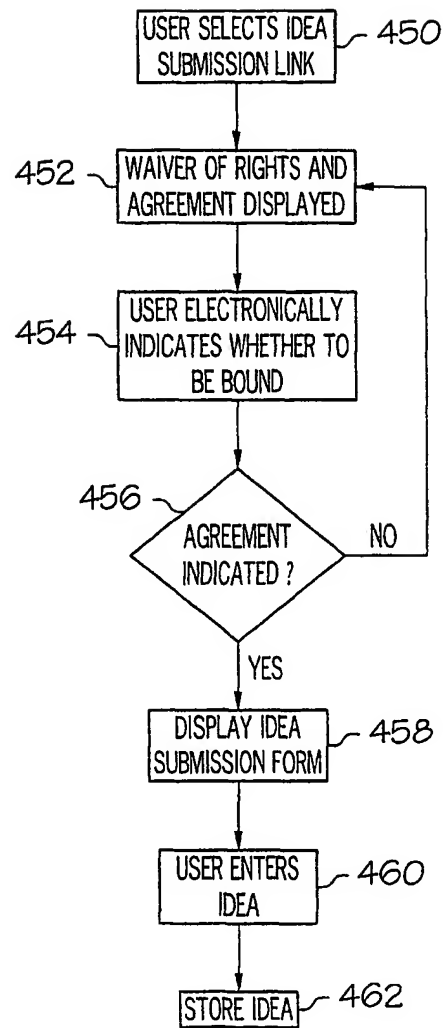 USER SELECTS IDEA
SUBMISSION LINK
450
452
WAIVER OF RIGHTS AND
AGREEMENT DISPLAYED
454
USER ELECTRONICALLY
INDICATES WHETHER TO
BE BOUND
456
AGREEMENT
INDICATED ?
NO
YES
DISPLAY IDEA
SUBMISSION FORM
458
USER ENTERS
IDEA
460
STORE IDEA
462